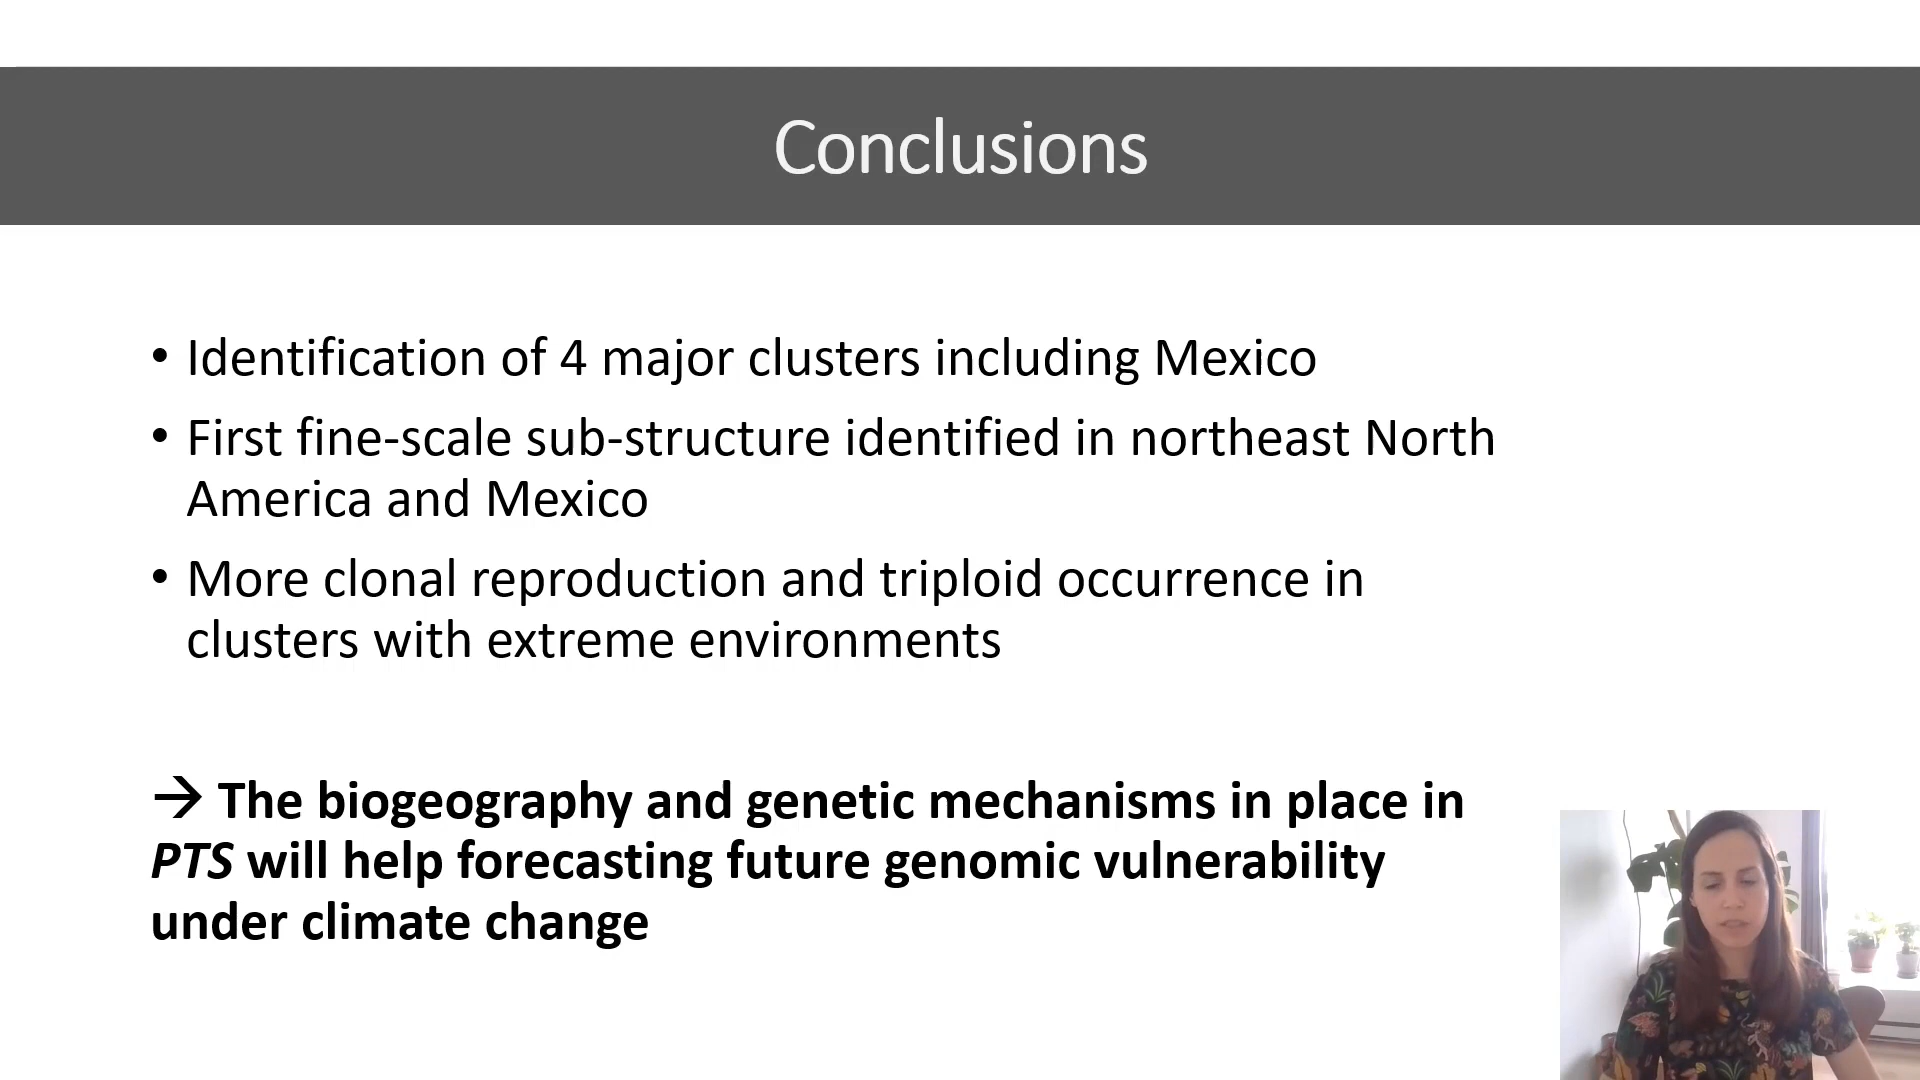 Conclusions
• Identification of 4 major clusters including Mexico
• First fine-scale sub-structure identified in northeast North
America and Mexico
• More clonal reproduction and triploid occurrence in
clusters with extreme environments
→ The biogeography and genetic mechanisms in place in
PTS will help forecasting future genomic vulnerability
under climate change